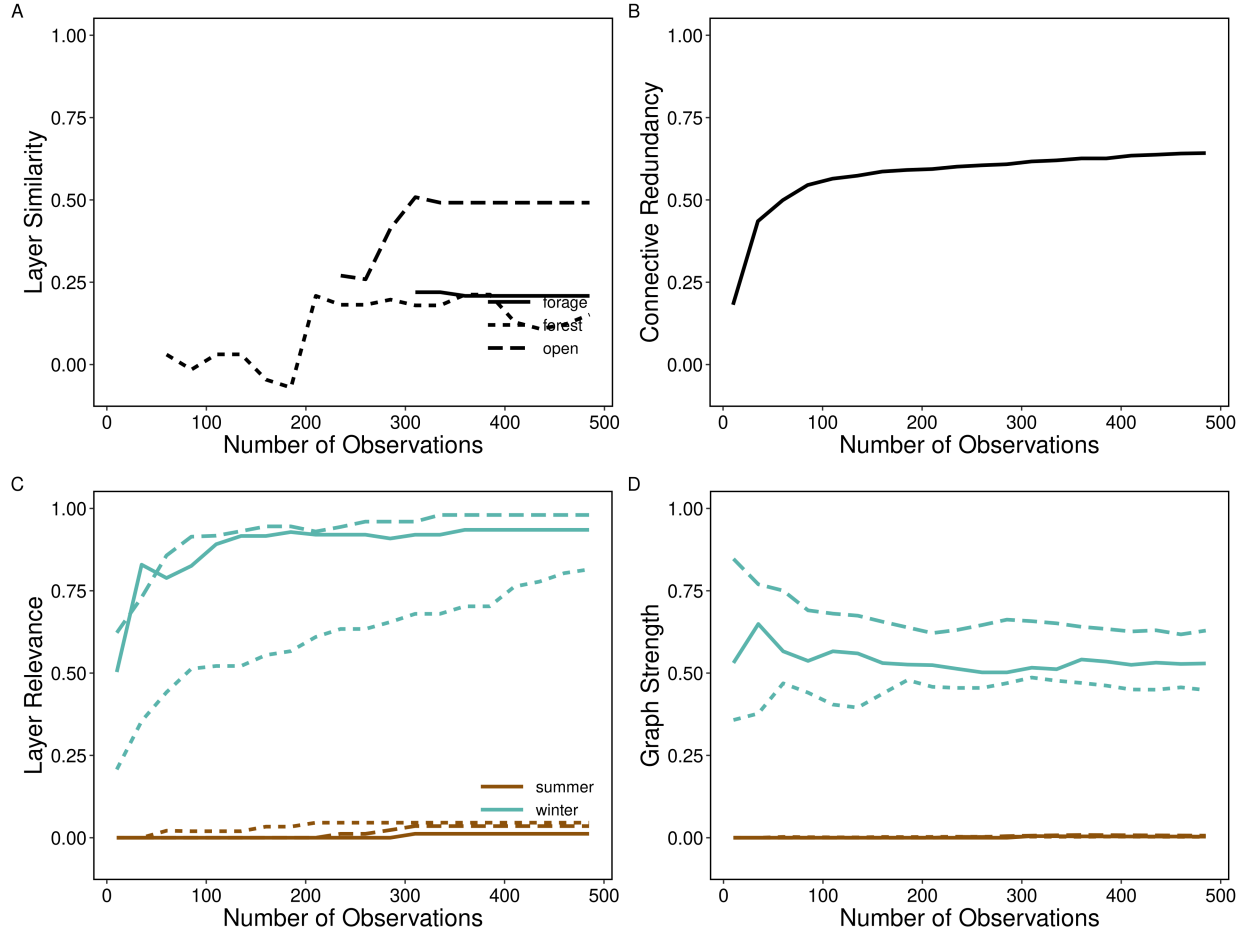 A
1.00
0.75
0.50
0.25
0.00
Layer Similarity
forage
forest
open
0 100 200 300 400 500
Number of Observations
B
1.00
0.75
0.50
0.25
0.00
Connective Redundancy
0 100 200 300 400 500
Number of Observations
C
1.00
0.75
0.50
0.25
0.00
Layer Relevance
summer
winter
0 100 200 300 400 500
Number of Observations
D
1.00
0.75
0.50
0.25
0.00
Graph Strength
0 100 200 300 400 500
Number of Observations